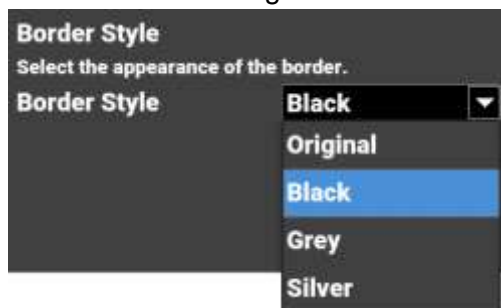 Border Style
Select the appearance of the border.
Border Style Black
Original
Black
Grey
Silver